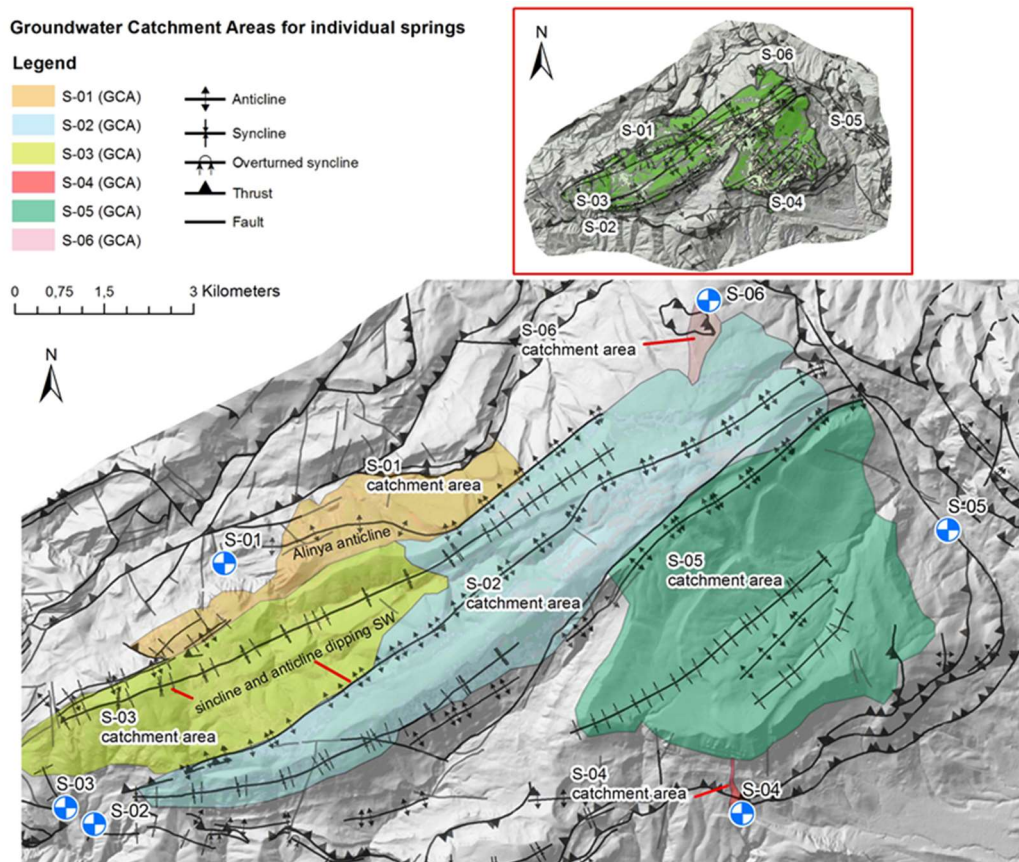 Groundwater Catchment Areas for individual springs
Legend
S-01 (GCA)
S-02 (GCA)
S-03 (GCA)
S-04 (GCA)
S-05 (GCA)
S-06 (GCA)
Anticline
Syncline
Overturned syncline
Thrust
Fault
0 0,75 1,5 3 Kilometers
N
N
S-06
S-05
S-01
S-03
S-04
S-02
S-06
S-06
catchment area
S-01
catchment area
S-05
S-01
Alinya anticline
S-05
catchment area
S-02
catchment area
sincline and anticline dipping SW
S-03
catchment area
S-04
catchment area
S-03
S-02
S-04